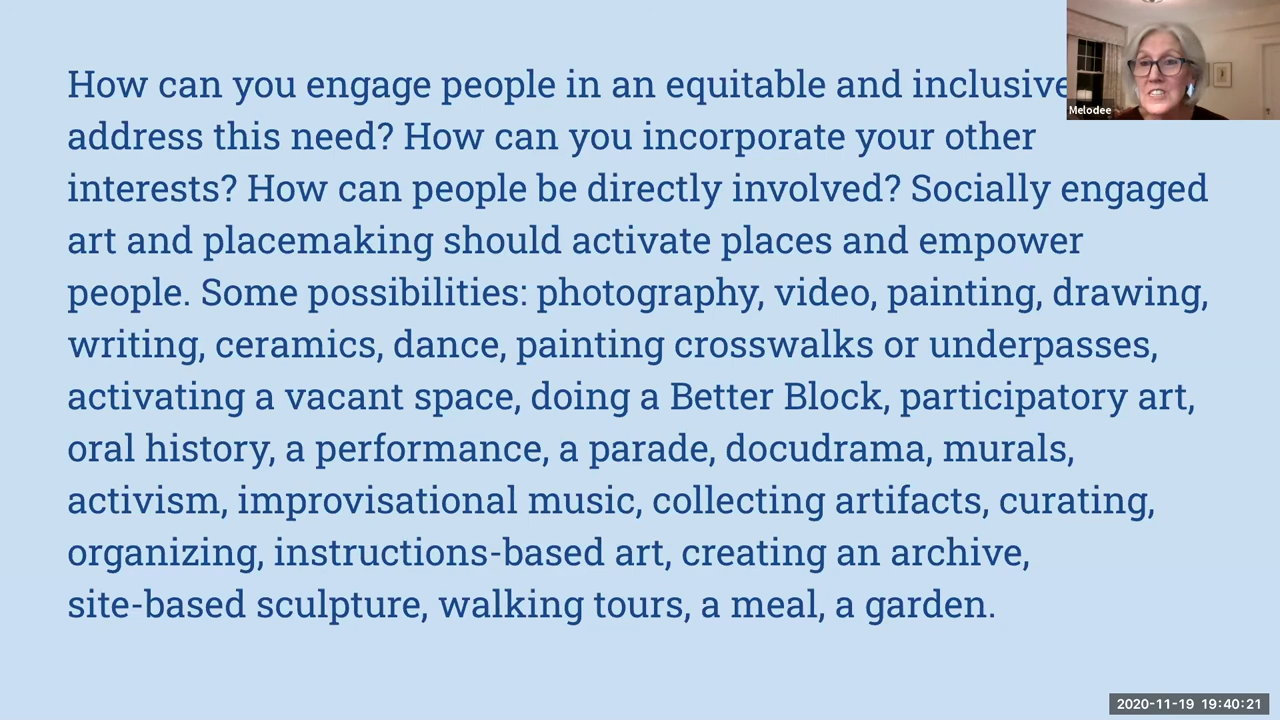 How can you engage people in an equitable and inclusive
address this need? How can you incorporate your other
interests? How can people be directly involved? Socially engaged
art and placemaking should activate places and empower
people. Some possibilities: photography, video, painting, drawing,
writing, ceramics, dance, painting crosswalks or underpasses,
activating a vacant space, doing a Better Block, participatory art,
oral history, a performance, a parade, docudrama, murals,
activism, improvisational music, collecting artifacts, curating,
organizing, instructions-based art, creating an archive,
site-based sculpture, walking tours, a meal, a garden.
Melodee
2020-11-19 19:40:21